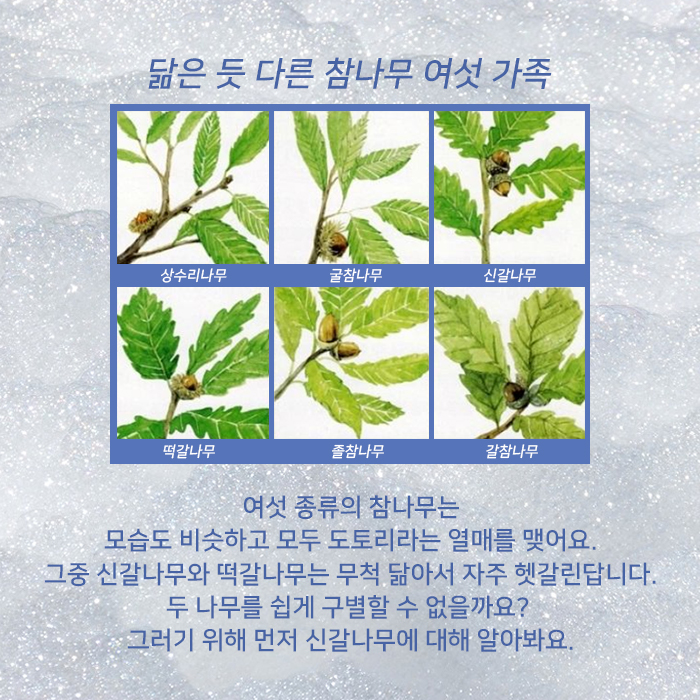 닮은 듯 다른 참나무 여섯 가족
상수리나무 굴참나무 신갈나무
떡갈나무 졸참나무 갈참나무
여섯 종류의 참나무는
모습도 비슷하고 모두 도토리라는 열매를 맺어요.
그중 신갈나무와 떡갈나무는 무척 닮아서 자주 헷갈린답니다.
두 나무를 쉽게 구별할 수 없을까요?
그러기 위해 먼저 신갈나무에 대해 알아봐요.